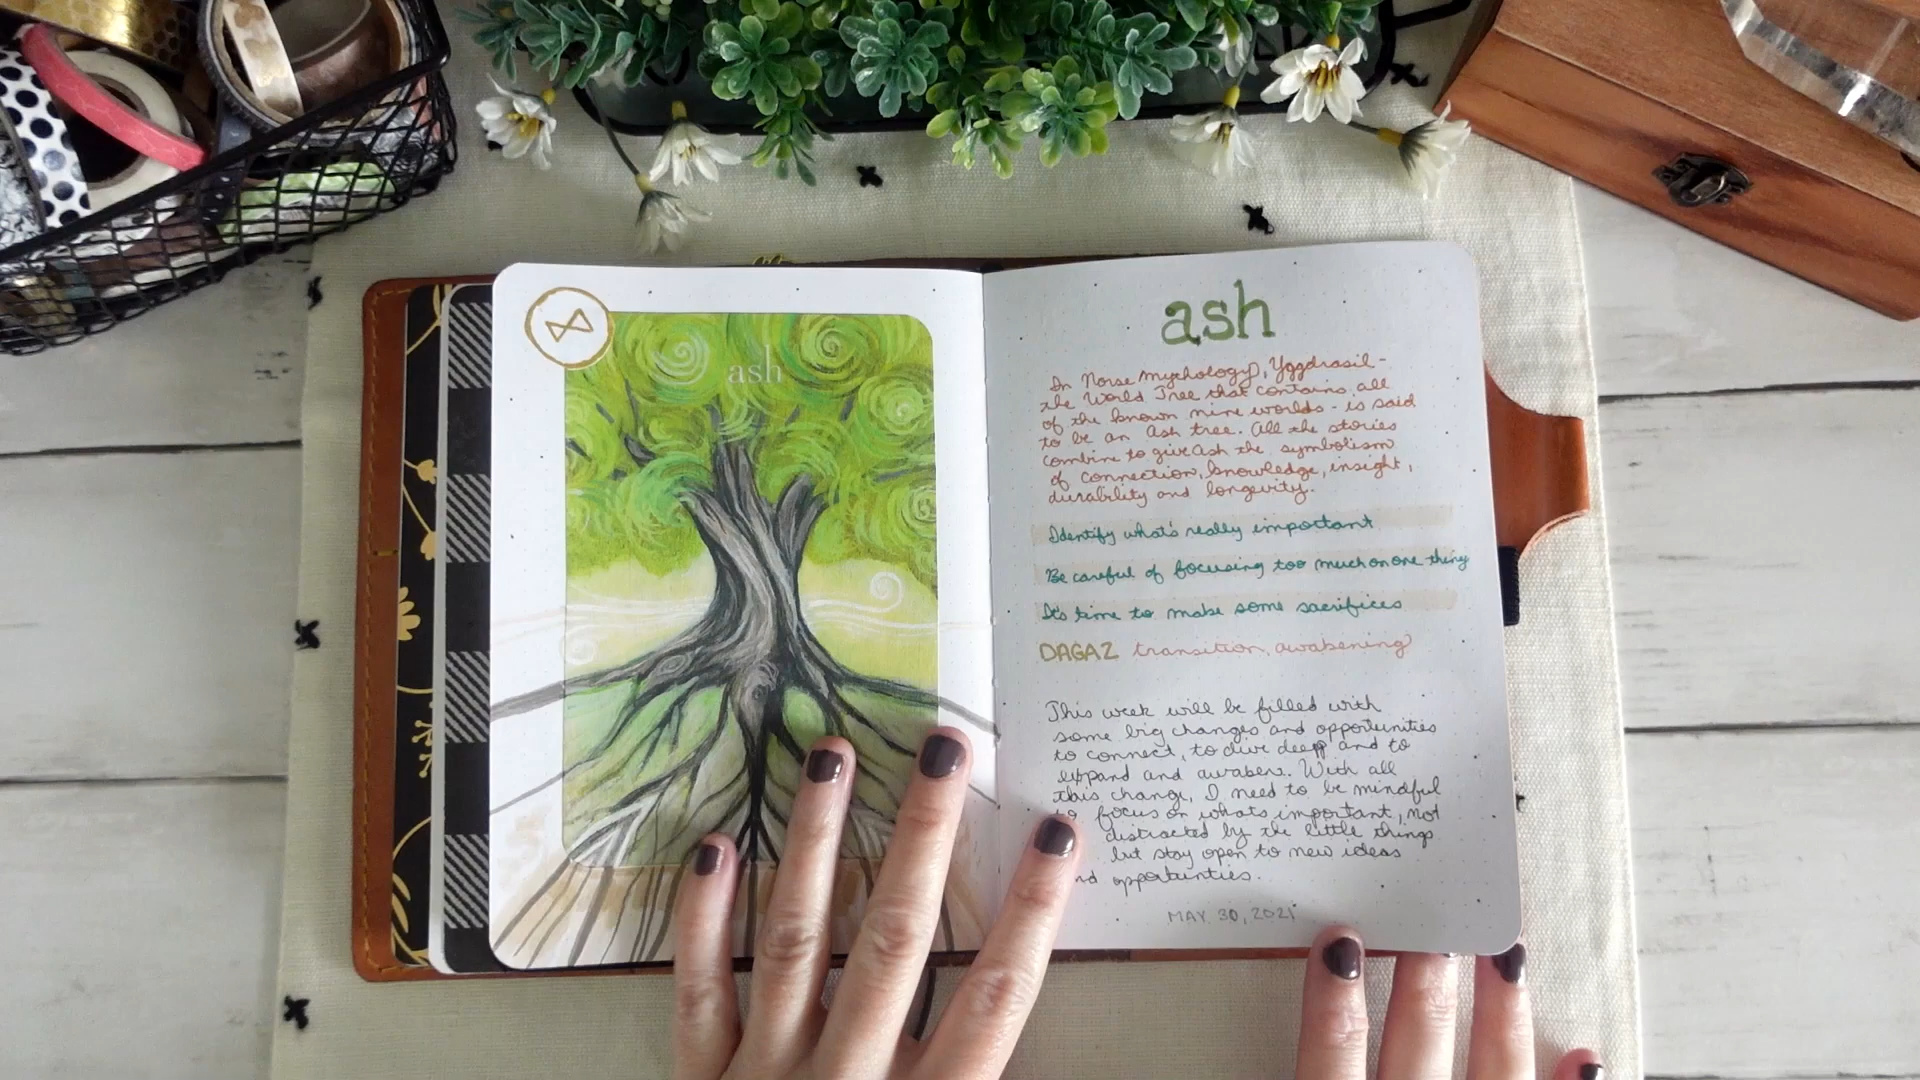 ash
ash
In Norse mythology, Yggdrasil -
the World Tree that contains all
of the known nine worlds - is said
to be an Ash tree. All the stories
combine to give Ash the symbolism
of connection, knowledge, insight,
durability and longevity.
Identify what's really important
Be careful of focusing too much on one thing
It's time to make some sacrifices
DAGAZ transition, awakening
This week will be filled with
some big changes and opportunities
to connect, to dive deep and to
expand and awaken. With all
this change, I need to be mindful
to focus on whats important, not
distracted by the little things
but stay open to new ideas
nd opportunties.
MAY 30, 2021